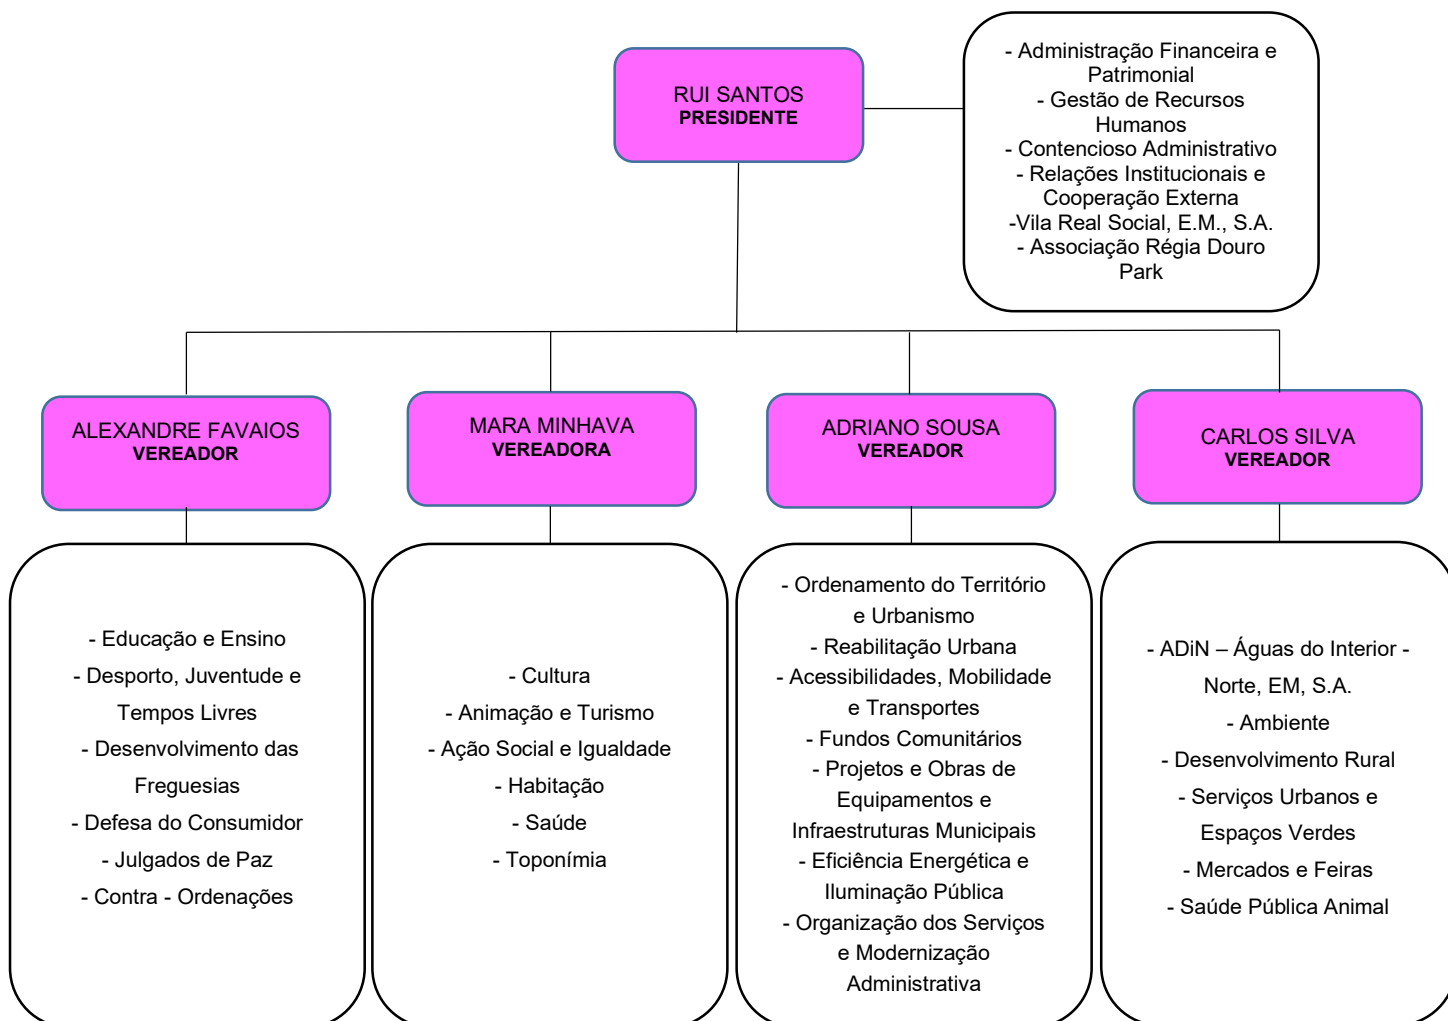 RUI SANTOS
PRESIDENTE
- Administração Financeira e
Patrimonial
- Gestão de Recursos
Humanos
- Contencioso Administrativo
- Relações Institucionais e
Cooperação Externa
-Vila Real Social, E.M., S.A.
- Associação Régia Douro
Park
ALEXANDRE FAVAIOS
VEREADOR
MARA MINHAVA
VEREADORA
ADRIANO SOUSA
VEREADOR
CARLOS SILVA
VEREADOR
- Educação e Ensino
- Desporto, Juventude e
Tempos Livres
- Desenvolvimento das
Freguesias
- Defesa do Consumidor
- Julgados de Paz
- Contra - Ordenações
- Cultura
- Animação e Turismo
- Ação Social e Igualdade
- Habitação
- Saúde
- Toponímia
- Ordenamento do Território
e Urbanismo
- Reabilitação Urbana
- Acessibilidades, Mobilidade
e Transportes
- Fundos Comunitários
- Projetos e Obras de
Equipamentos e
Infraestruturas Municipais
- Eficiência Energética e
Iluminação Pública
- Organização dos Serviços
e Modernização
Administrativa
- ADiN – Águas do Interior -
Norte, EM, S.A.
- Ambiente
- Desenvolvimento Rural
- Serviços Urbanos e
Espaços Verdes
- Mercados e Feiras
- Saúde Pública Animal